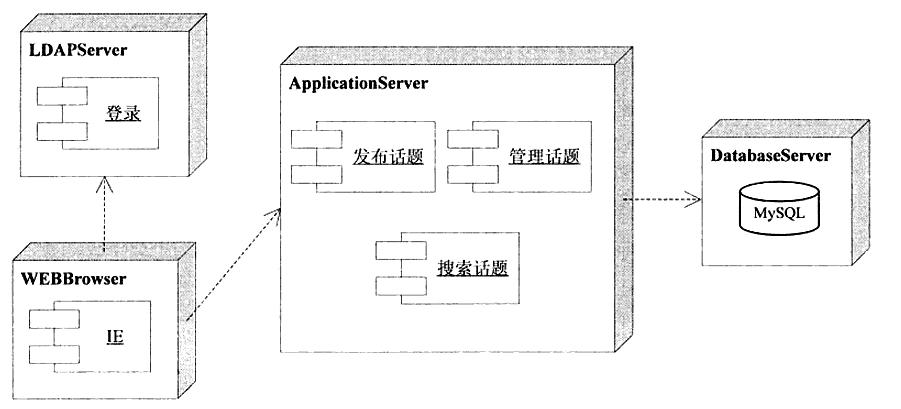 LDAPServer
登录
WEBBrowser
IE
ApplicationServer
发布话题
管理话题
搜索话题
DatabaseServer
MySQL